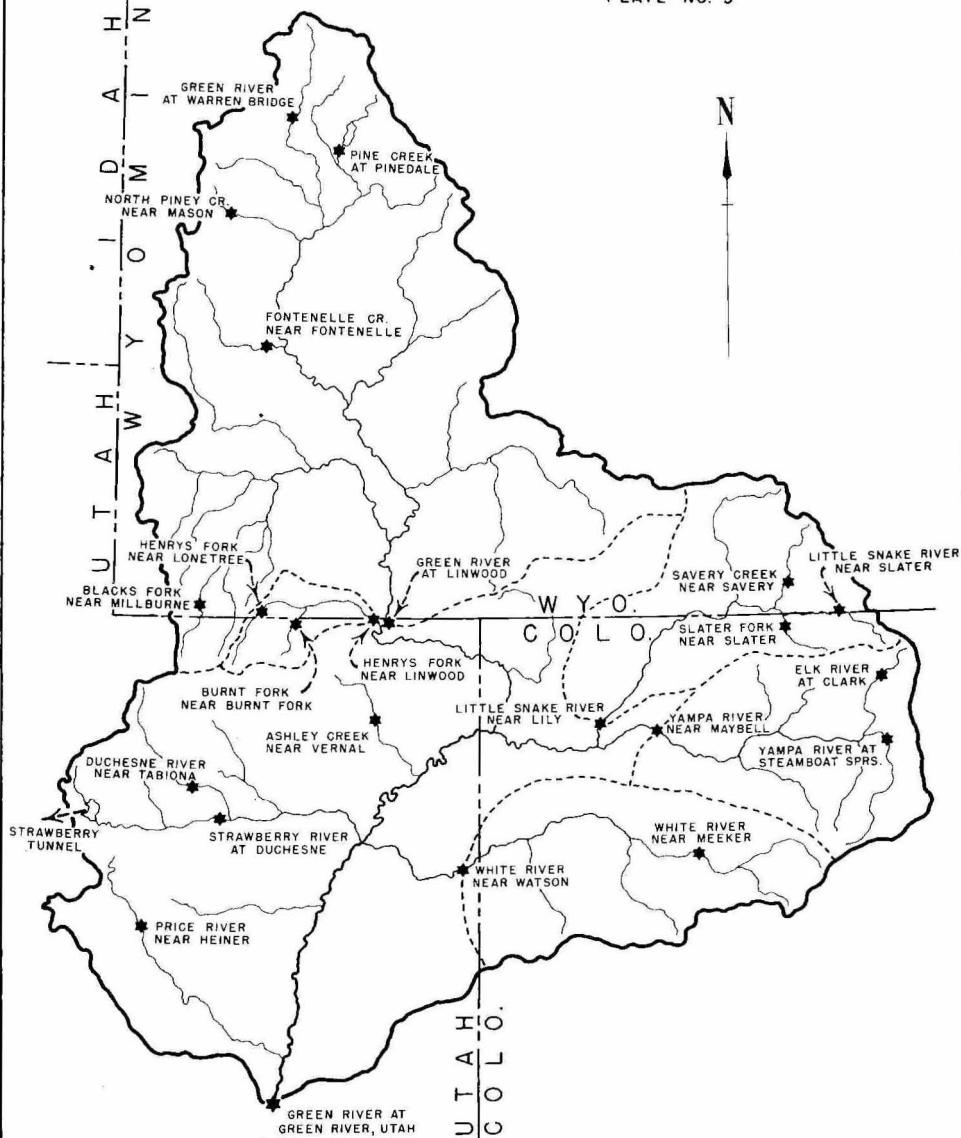 PLATE NO. 5
IDAHO
WYOMING
UTAH
N
GREEN RIVER
AT WARREN BRIDGE
PINE CREEK
AT PINEDALE
NORTH PINEY CR.
NEAR MASON
FONTENELLE CR.
NEAR FONTENELLE
HENRYS FORK
NEAR LONETREE
GREEN RIVER
AT LINWOOD
BLACKS FORK
NEAR MILLBURNE
SAVERY CREEK
NEAR SAVERY
LITTLE SNAKE RIVER
NEAR SLATER
WYO.
COLO.
SLATER FORK
NEAR SLATER
HENRYS FORK
NEAR LINWOOD
BURNT FORK
NEAR BURNT FORK
ELK RIVER
AT CLARK
LITTLE SNAKE RIVER
NEAR LILY
YAMPA RIVER
NEAR MAYBELL
YAMPA RIVER AT
STEAMBOAT SPRS.
ASHLEY CREEK
NEAR VERNAL
DUCHESNE RIVER
NEAR TABIONA
STRAWBERRY
TUNNEL
STRAWBERRY RIVER
AT DUCHESNE
WHITE RIVER
NEAR MEEKER
WHITE RIVER
NEAR WATSON
PRICE RIVER
NEAR HEINER
UTAH
COLO.
GREEN RIVER AT
GREEN RIVER, UTAH